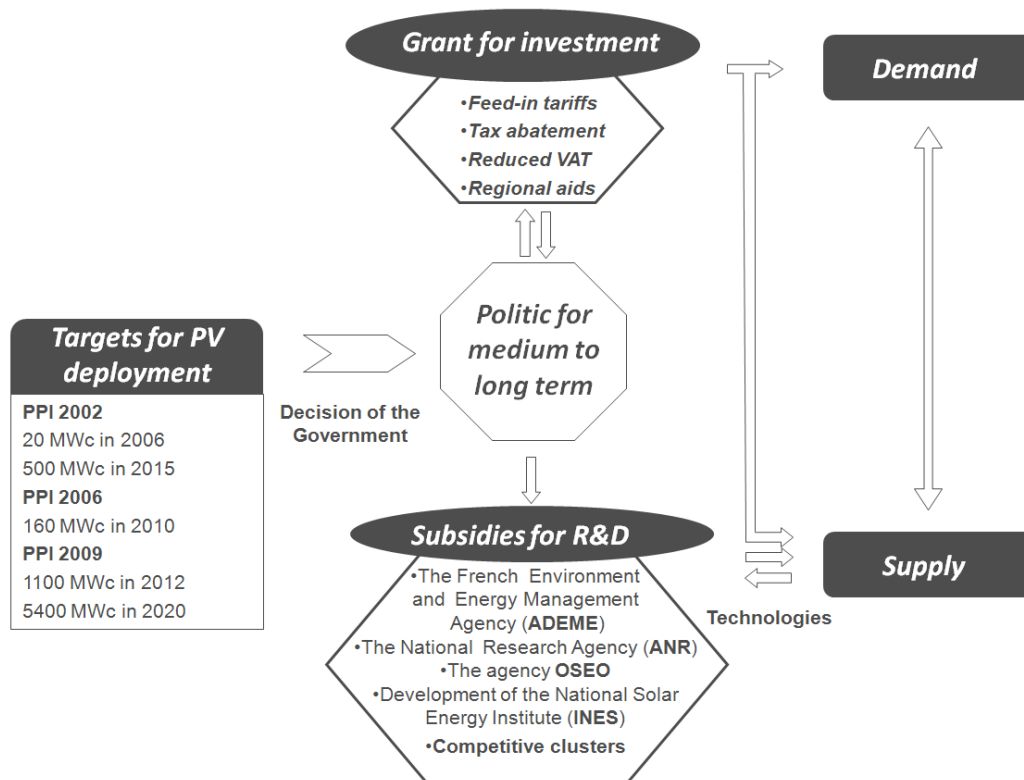 Grant for investment
•Feed-in tariffs
•Tax abatement
•Reduced VAT
•Regional aids
Demand
Targets for PV
deployment
PPI 2002
20 MWc in 2006
500 MWc in 2015
PPI 2006
160 MWc in 2010
PPI 2009
1100 MWc in 2012
5400 MWc in 2020
Decision of the
Government
Politic for
medium to
long term
Subsidies for R&D
•The French Environment
and Energy Management
Agency (ADEME)
•The National Research Agency (ANR)
•The agency OSEO
•Development of the National Solar
Energy Institute (INES)
•Competitive clusters
Supply
Technologies